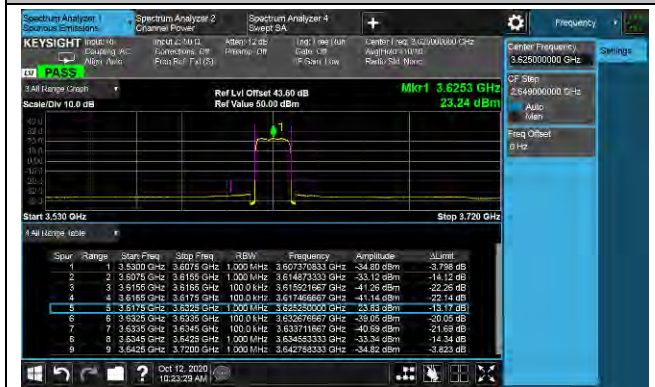 Spectrum Analyzer 1
Spurious Emissions
Spectrum Analyzer 2
Channel Power
Spectrum Analyzer 4
Swept SA
+
Frequency
KEYSIGHT
Coupling: AC
Align: Auto
Input Z: 50 Ω
Corrections: Off
Atten: 12 dB
Preamp: Off
Gate: Off
IF Gain: Low
Center Freq: 3.625000000 GHz
Avg|Hold: 10/10
Radio Std: None
PASS
Center Frequency
3.625000000 GHz
Settings
CF Step
2.649000000 GHz
Auto
Man
Freq Offset
0 Hz
3 All Range Graph
Scale/Div 10.0 dB
Ref Lvl Offset 43.60 dB
Ref Value 50.00 dBm
Mkr1 3.6253 GHz
23.24 dBm
1
Start 3.530 GHz
Stop 3.720 GHz
4 All Range Table
Spur Range Start Freq Stop Freq RBW Frequency Amplitude ΔLimit
1 1 3.5300 GHz 3.6075 GHz 1.000 MHz 3.607370833 GHz -34.80 dBm -3.798 dB
2 2 3.6075 GHz 3.6155 GHz 1.000 MHz 3.614873333 GHz -33.12 dBm -14.12 dB
3 3 3.6155 GHz 3.6165 GHz 100.0 kHz 3.615921667 GHz -41.26 dBm -22.26 dB
4 4 3.6165 GHz 3.6175 GHz 100.0 kHz 3.617466667 GHz -41.14 dBm -22.14 dB
5 5 3.6175 GHz 3.6325 GHz 1.000 MHz 3.625250000 GHz 23.83 dBm -13.17 dB
6 6 3.6325 GHz 3.6335 GHz 100.0 kHz 3.632676667 GHz -39.05 dBm -20.05 dB
7 7 3.6335 GHz 3.6345 GHz 100.0 kHz 3.633711667 GHz -40.69 dBm -21.69 dB
8 8 3.6345 GHz 3.6425 GHz 1.000 MHz 3.634553333 GHz -33.34 dBm -14.34 dB
9 9 3.6425 GHz 3.7200 GHz 1.000 MHz 3.642758333 GHz -34.82 dBm -3.823 dB
?
Oct 12, 2020
10:23:29 AM